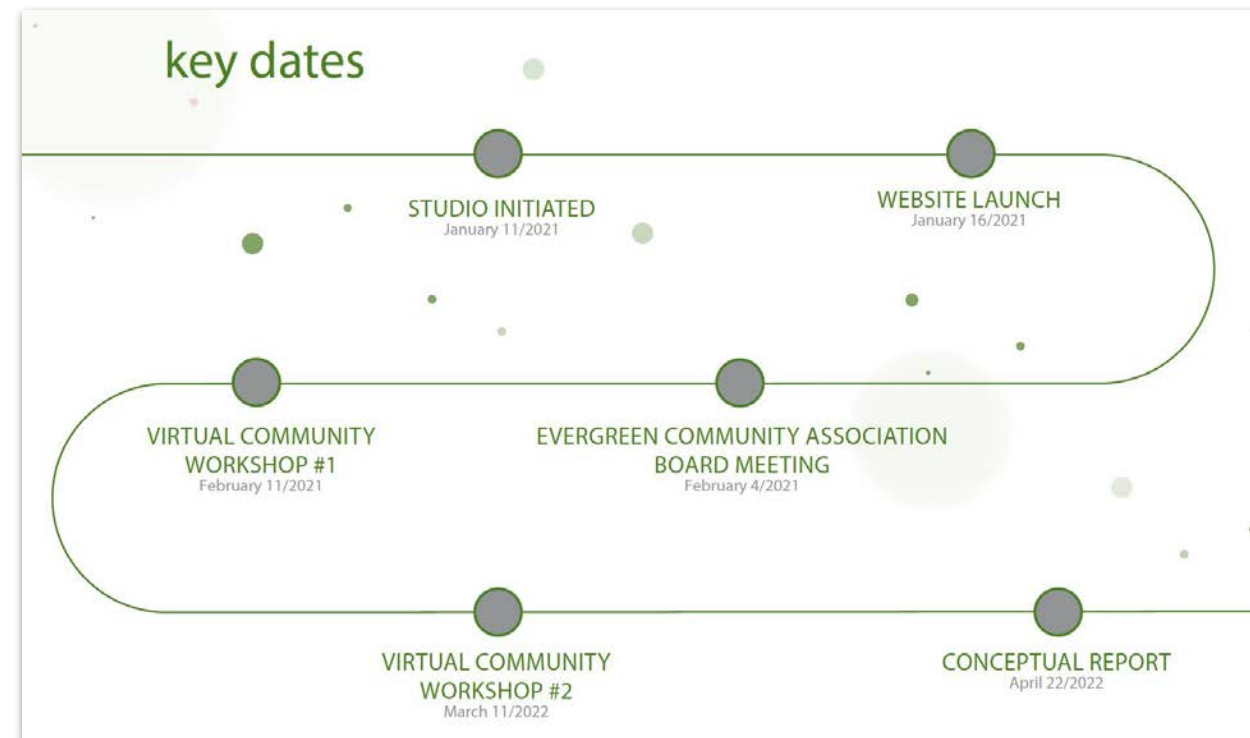 key dates
STUDIO INITIATED
January 11/2021
WEBSITE LAUNCH
January 16/2021
EVERGREEN COMMUNITY ASSOCIATION
BOARD MEETING
February 4/2021
VIRTUAL COMMUNITY
WORKSHOP #1
February 11/2021
VIRTUAL COMMUNITY
WORKSHOP #2
March 11/2022
CONCEPTUAL REPORT
April 22/2022